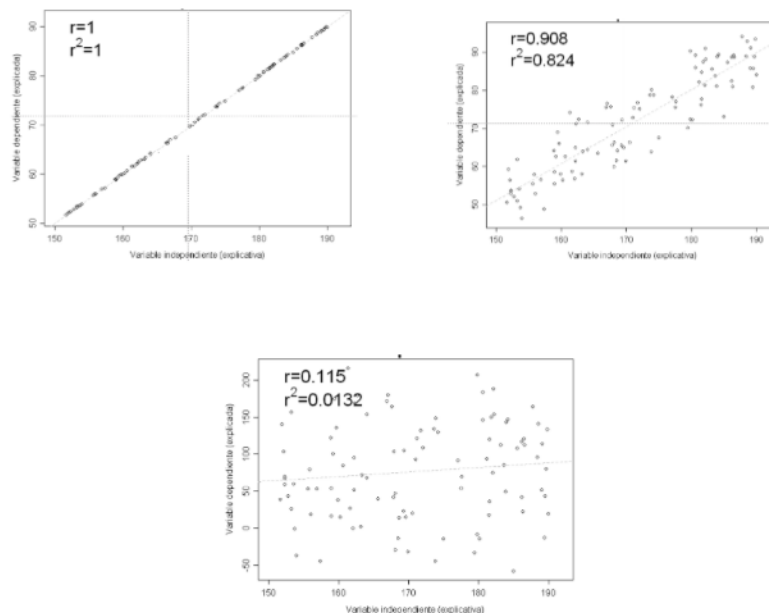 r=1
r²=1
90
80
70
60
50
Variable dependiente (explicada)
150 160 170 180 190
Variable independiente (explicativa)
r=0.908
r²=0.824
90
80
70
60
50
Variable dependiente (explicada)
150 160 170 180 190
Variable independiente (explicativa)
r=0.115
r²=0.0132
200
150
100
50
0
-50
Variable dependiente (explicada)
150 160 170 180 190
Variable independiente (explicativa)